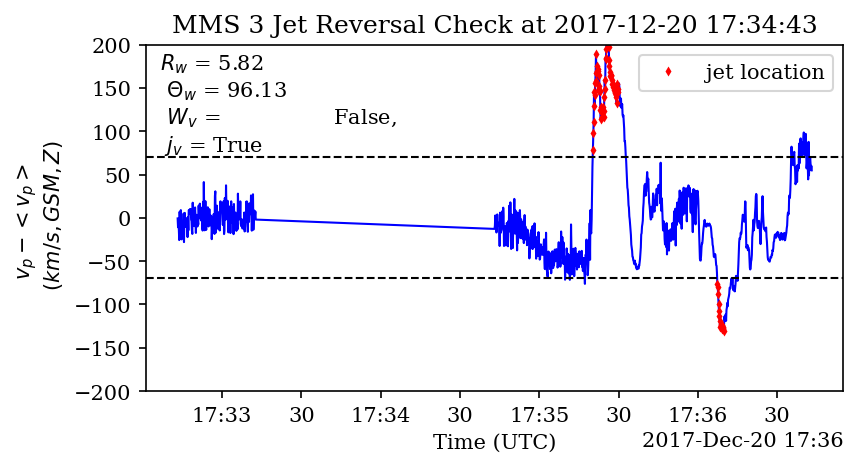 MMS 3 Jet Reversal Check at 2017-12-20 17:34:43
200
150
100
50
0
−50
−100
−150
−200
v_p − < v_p >
(km/s, GSM, Z)
R_w = 5.82
Θ_w = 96.13
W_v = False,
j_v = True
jet location
17:33 30 17:34 30 17:35 30 17:36 30
Time (UTC)
2017-Dec-20 17:36